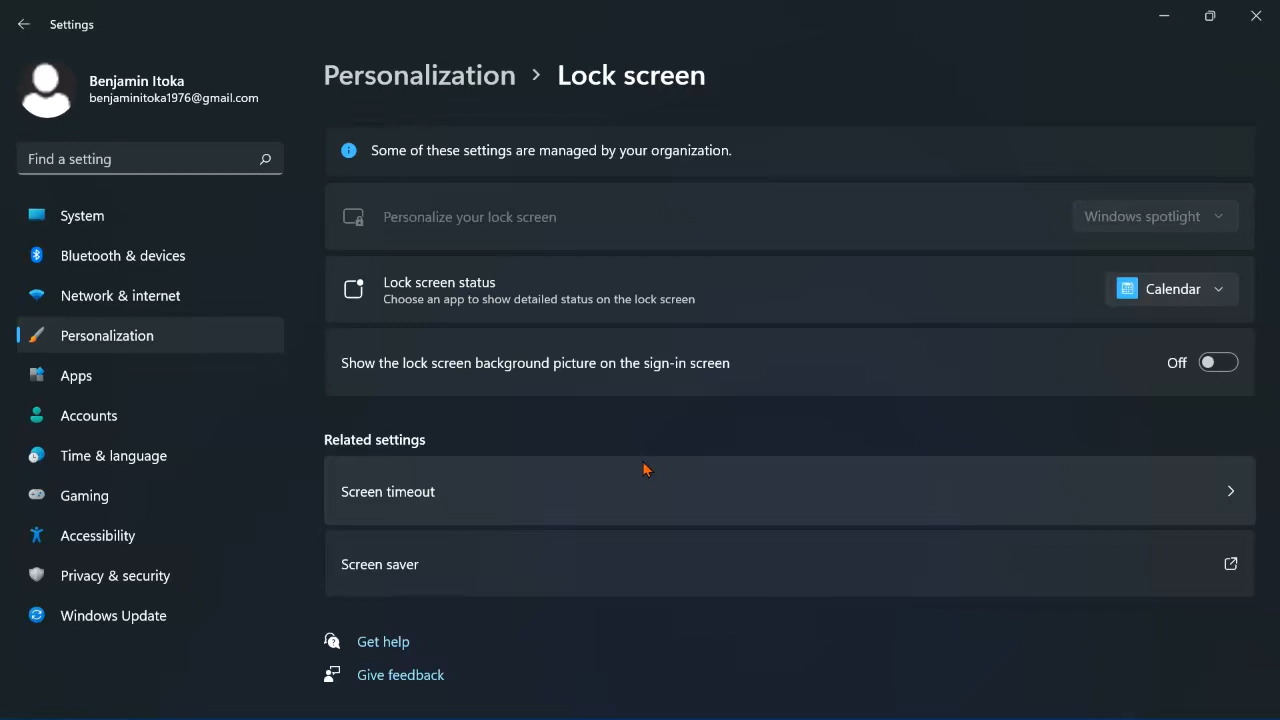 Settings
Benjamin Itoka
benjaminitoka1976@gmail.com
Find a setting
System
Bluetooth & devices
Network & internet
Personalization
Apps
Accounts
Time & language
Gaming
Accessibility
Privacy & security
Windows Update
Personalization > Lock screen
Some of these settings are managed by your organization.
Personalize your lock screen
Windows spotlight
Lock screen status
Choose an app to show detailed status on the lock screen
Calendar
Show the lock screen background picture on the sign-in screen
Off
Related settings
Screen timeout
Screen saver
Get help
Give feedback